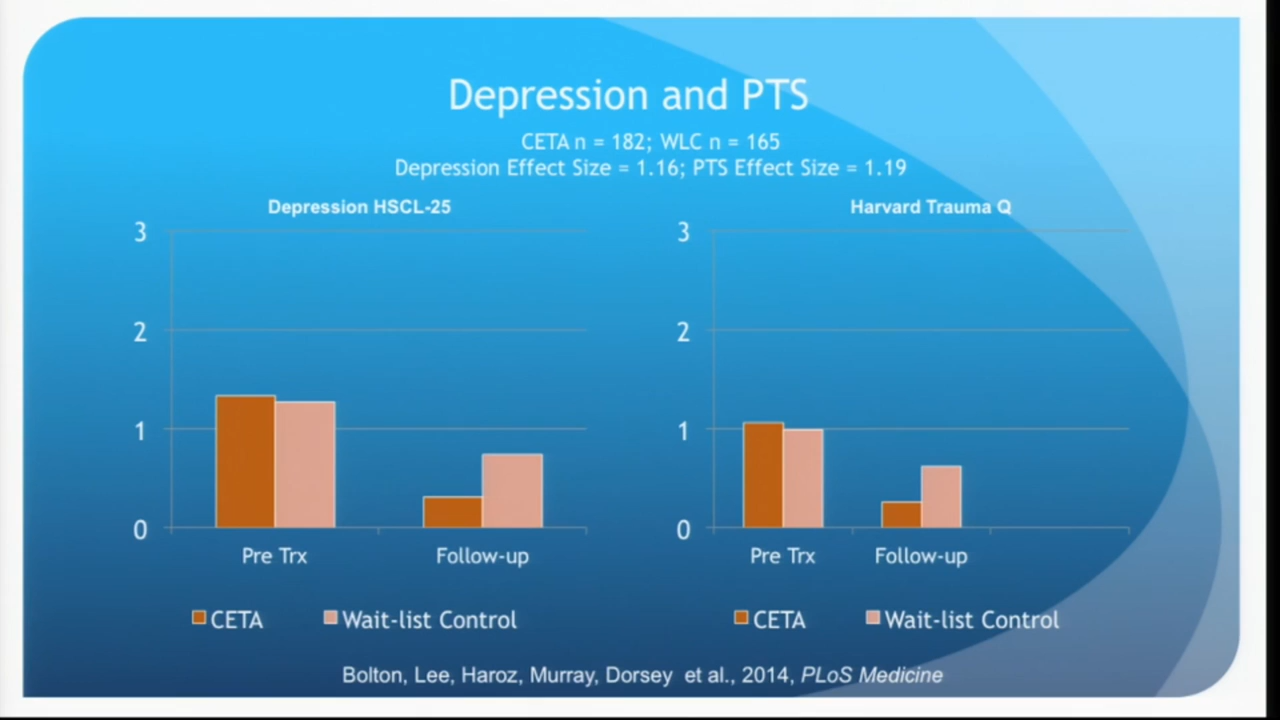 Depression and PTS
CETA n = 182; WLC n = 165
Depression Effect Size = 1.16; PTS Effect Size = 1.19
Depression HSCL-25
3
2
1
0
Pre Trx
Follow-up
CETA
Wait-list Control
Harvard Trauma Q
3
2
1
0
Pre Trx
Follow-up
CETA
Wait-list Control
Bolton, Lee, Haroz, Murray, Dorsey et al., 2014, PLoS Medicine